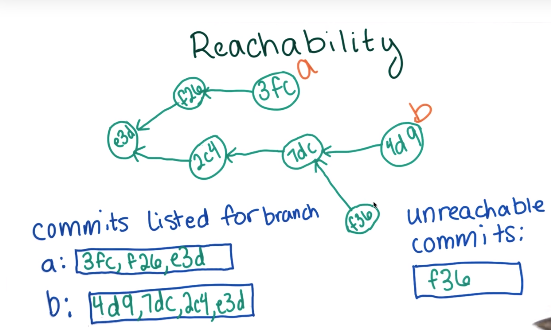 Reachability
a
f26
3fc
b
e3d
2c4
7dc
4d9
f36
commits listed for branch
a: 3fc, f26, e3d
b: 4d9, 7dc, 2c4, e3d
unreachable
commits:
f36